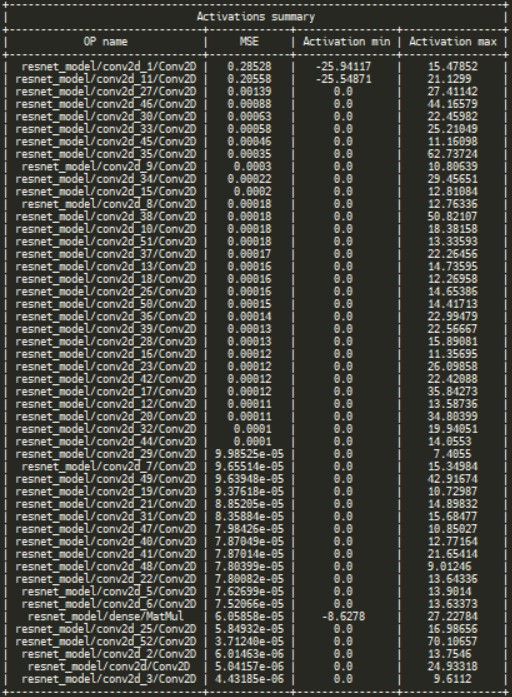 Activations summary
| OP name | MSE | Activation min | Activation max |
| resnet_model/conv2d_1/Conv2D | 0.28528 | -25.94117 | 15.47852 |
| resnet_model/conv2d_11/Conv2D | 0.20558 | -25.54871 | 21.1299 |
| resnet_model/conv2d_27/Conv2D | 0.00139 | 0.0 | 27.41142 |
| resnet_model/conv2d_46/Conv2D | 0.00088 | 0.0 | 44.16579 |
| resnet_model/conv2d_30/Conv2D | 0.00063 | 0.0 | 22.45982 |
| resnet_model/conv2d_33/Conv2D | 0.00058 | 0.0 | 25.21049 |
| resnet_model/conv2d_45/Conv2D | 0.00046 | 0.0 | 11.16098 |
| resnet_model/conv2d_35/Conv2D | 0.00035 | 0.0 | 62.73724 |
| resnet_model/conv2d_9/Conv2D | 0.0003 | 0.0 | 10.80639 |
| resnet_model/conv2d_34/Conv2D | 0.00022 | 0.0 | 29.45651 |
| resnet_model/conv2d_15/Conv2D | 0.0002 | 0.0 | 12.81084 |
| resnet_model/conv2d_8/Conv2D | 0.00018 | 0.0 | 12.76336 |
| resnet_model/conv2d_38/Conv2D | 0.00018 | 0.0 | 50.82107 |
| resnet_model/conv2d_10/Conv2D | 0.00018 | 0.0 | 18.38158 |
| resnet_model/conv2d_51/Conv2D | 0.00018 | 0.0 | 13.33593 |
| resnet_model/conv2d_37/Conv2D | 0.00017 | 0.0 | 22.26456 |
| resnet_model/conv2d_13/Conv2D | 0.00016 | 0.0 | 14.73595 |
| resnet_model/conv2d_18/Conv2D | 0.00016 | 0.0 | 12.26958 |
| resnet_model/conv2d_26/Conv2D | 0.00016 | 0.0 | 14.65386 |
| resnet_model/conv2d_50/Conv2D | 0.00015 | 0.0 | 14.41713 |
| resnet_model/conv2d_36/Conv2D | 0.00014 | 0.0 | 22.99479 |
| resnet_model/conv2d_39/Conv2D | 0.00013 | 0.0 | 22.56667 |
| resnet_model/conv2d_28/Conv2D | 0.00013 | 0.0 | 15.89081 |
| resnet_model/conv2d_16/Conv2D | 0.00012 | 0.0 | 11.35695 |
| resnet_model/conv2d_23/Conv2D | 0.00012 | 0.0 | 26.09858 |
| resnet_model/conv2d_42/Conv2D | 0.00012 | 0.0 | 22.42088 |
| resnet_model/conv2d_17/Conv2D | 0.00012 | 0.0 | 35.84273 |
| resnet_model/conv2d_12/Conv2D | 0.00011 | 0.0 | 13.58736 |
| resnet_model/conv2d_20/Conv2D | 0.00011 | 0.0 | 34.80399 |
| resnet_model/conv2d_32/Conv2D | 0.0001 | 0.0 | 19.94051 |
| resnet_model/conv2d_44/Conv2D | 0.0001 | 0.0 | 14.0553 |
| resnet_model/conv2d_29/Conv2D | 9.98525e-05 | 0.0 | 7.4055 |
| resnet_model/conv2d_7/Conv2D | 9.65514e-05 | 0.0 | 15.34984 |
| resnet_model/conv2d_49/Conv2D | 9.63948e-05 | 0.0 | 42.91674 |
| resnet_model/conv2d_19/Conv2D | 9.37618e-05 | 0.0 | 10.72987 |
| resnet_model/conv2d_21/Conv2D | 8.85205e-05 | 0.0 | 14.89832 |
| resnet_model/conv2d_31/Conv2D | 8.35884e-05 | 0.0 | 15.68477 |
| resnet_model/conv2d_47/Conv2D | 7.98426e-05 | 0.0 | 10.85027 |
| resnet_model/conv2d_40/Conv2D | 7.87049e-05 | 0.0 | 12.77164 |
| resnet_model/conv2d_41/Conv2D | 7.87014e-05 | 0.0 | 21.65414 |
| resnet_model/conv2d_48/Conv2D | 7.80399e-05 | 0.0 | 9.01246 |
| resnet_model/conv2d_22/Conv2D | 7.80082e-05 | 0.0 | 13.64336 |
| resnet_model/conv2d_5/Conv2D | 7.62699e-05 | 0.0 | 13.9014 |
| resnet_model/conv2d_6/Conv2D | 7.52066e-05 | 0.0 | 13.63373 |
| resnet_model/dense/MatMul | 6.05858e-05 | -8.6278 | 27.22784 |
| resnet_model/conv2d_25/Conv2D | 5.84932e-05 | 0.0 | 16.98656 |
| resnet_model/conv2d_52/Conv2D | 3.71240e-05 | 0.0 | 70.10657 |
| resnet_model/conv2d_2/Conv2D | 6.01463e-06 | 0.0 | 13.7546 |
| resnet_model/conv2d/Conv2D | 5.04157e-06 | 0.0 | 24.93318 |
| resnet_model/conv2d_3/Conv2D | 4.43185e-06 | 0.0 | 9.6112 |